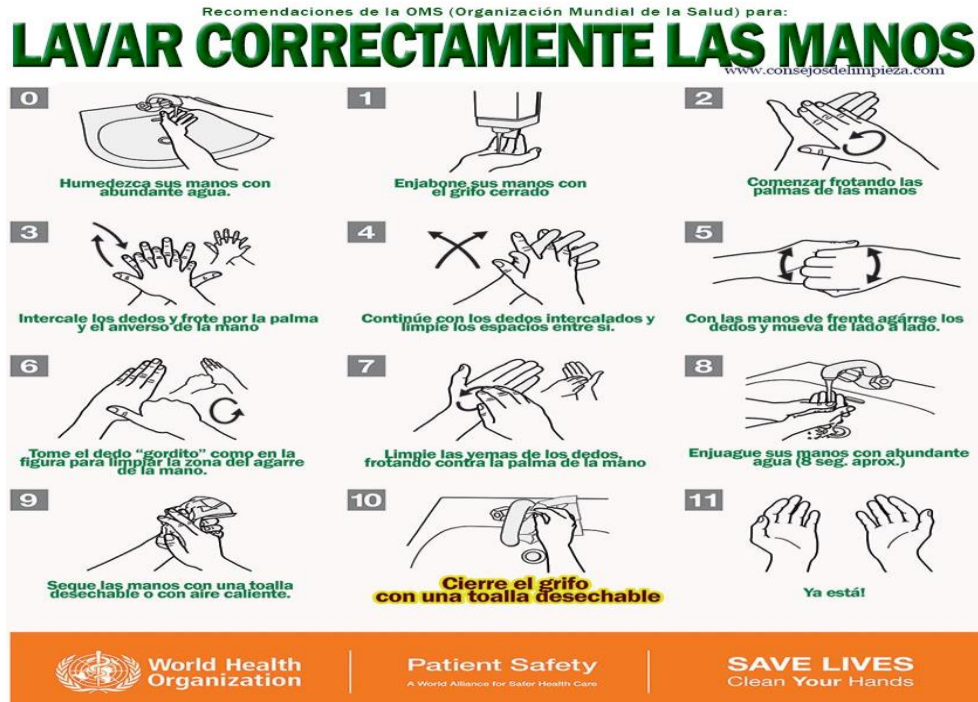 Recomendaciones de la OMS (Organización Mundial de la Salud) para:
LAVAR CORRECTAMENTE LAS MANOS
www.consejosdelimpieza.com
0
Humedezca sus manos con
abundante agua.
1
Enjabone sus manos con
el grifo cerrado
2
Comenzar frotando las
palmas de las manos
3
Intercale los dedos y frote por la palma
y el anverso de la mano
4
Continúe con los dedos intercalados y
limpie los espacios entre si.
5
Con las manos de frente agárrse los
dedos y mueva de lado a lado.
6
Tome el dedo "gordito" como en la
figura para limpiar la zona del agarre
de la mano.
7
Limpie las yemas de los dedos,
frotando contra la palma de la mano
8
Enjuague sus manos con abundante
agua (8 seg. aprox.)
9
Seque las manos con una toalla
desechable o con aire caliente.
10
Cierre el grifo
con una toalla desechable
11
Ya está!
World Health
Organization
Patient Safety
A World Alliance for Safer Health Care
SAVE LIVES
Clean Your Hands